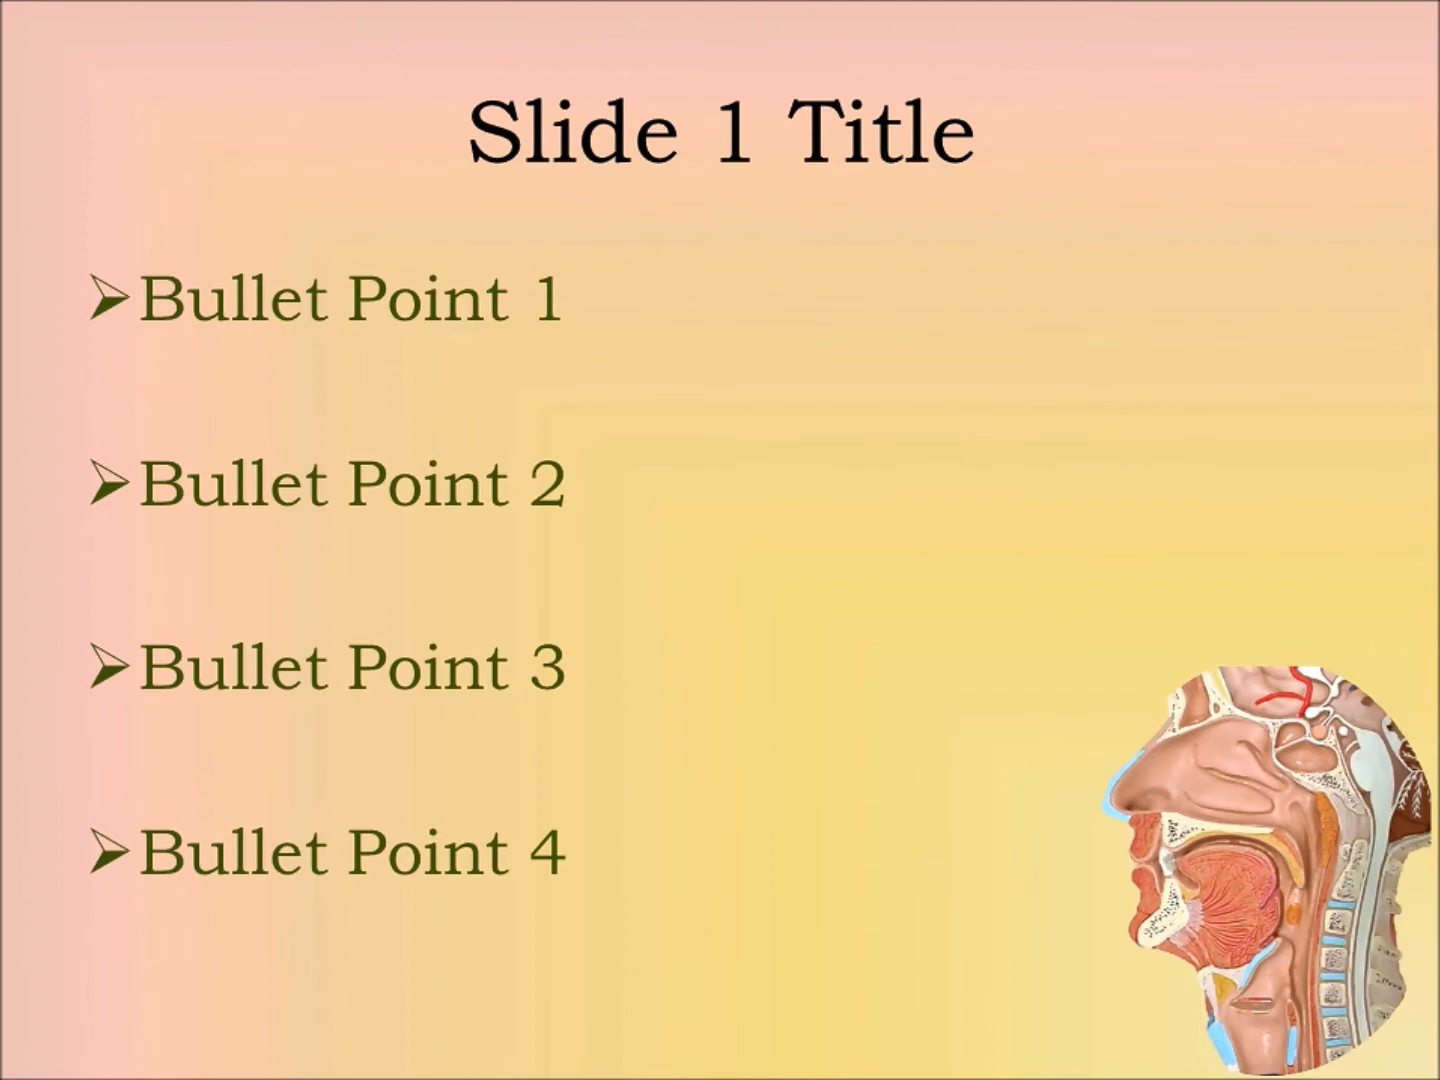 Slide 1 Title
➢Bullet Point 1
➢Bullet Point 2
➢Bullet Point 3
➢Bullet Point 4